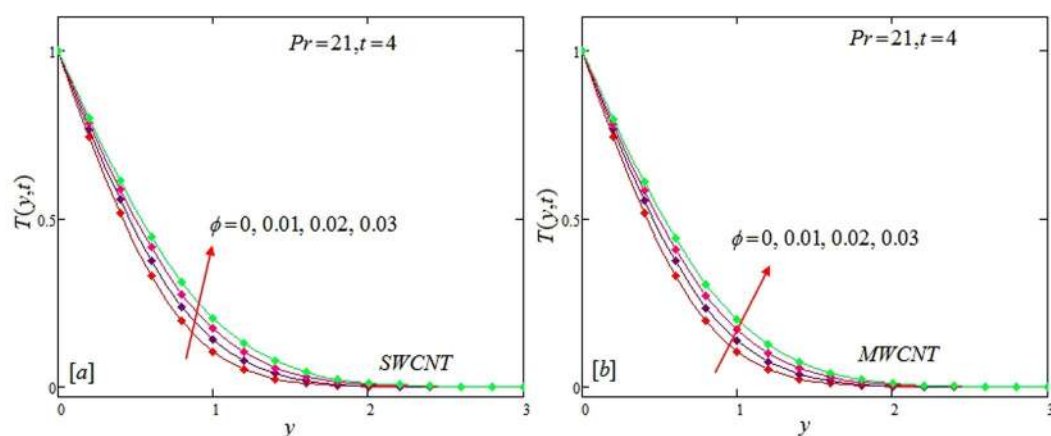 Pr=21,t=4
1
T(y,t)
0.5
ϕ=0, 0.01, 0.02, 0.03
[a]
SWCNT
0
0 1 2 3
y
Pr=21,t=4
1
T(y,t)
0.5
ϕ=0, 0.01, 0.02, 0.03
[b]
MWCNT
0
0 1 2 3
y